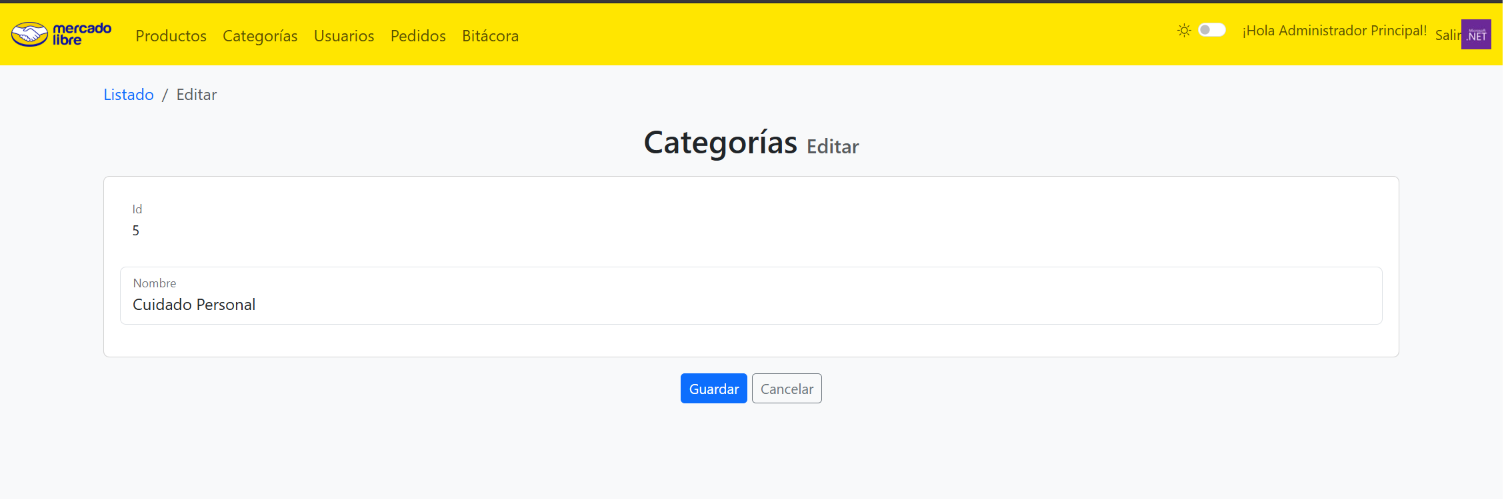 mercado libre Productos Categorías Usuarios Pedidos Bitácora ¡Hola Administrador Principal! Salir .NET
Listado / Editar
Categorías Editar
Id
5
Nombre
Cuidado Personal
Guardar Cancelar